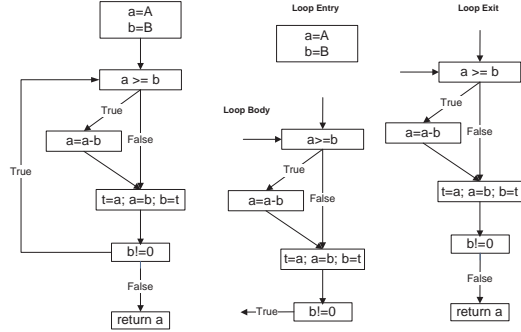 a=A
b=B
a >= b
True
a=a-b
False
True
t=a; a=b; b=t
b!=0
False
return a
Loop Entry
a=A
b=B
Loop Body
a>=b
True
a=a-b
False
t=a; a=b; b=t
True
b!=0
Loop Exit
a >= b
True
a=a-b
False
t=a; a=b; b=t
b!=0
False
return a